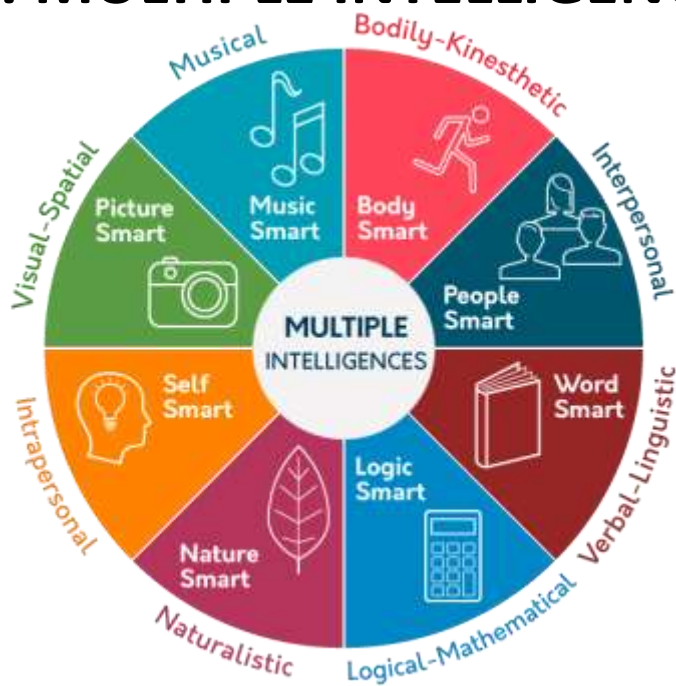 MULTIPLE
Musical
Bodily-Kinesthetic
Interpersonal
Verbal-Linguistic
Logical-Mathematical
Naturalistic
Intrapersonal
Visual-Spatial
Music
Smart
Body
Smart
People
Smart
Word
Smart
Logic
Smart
Nature
Smart
Self
Smart
Picture
Smart
MULTIPLE
INTELLIGENCES